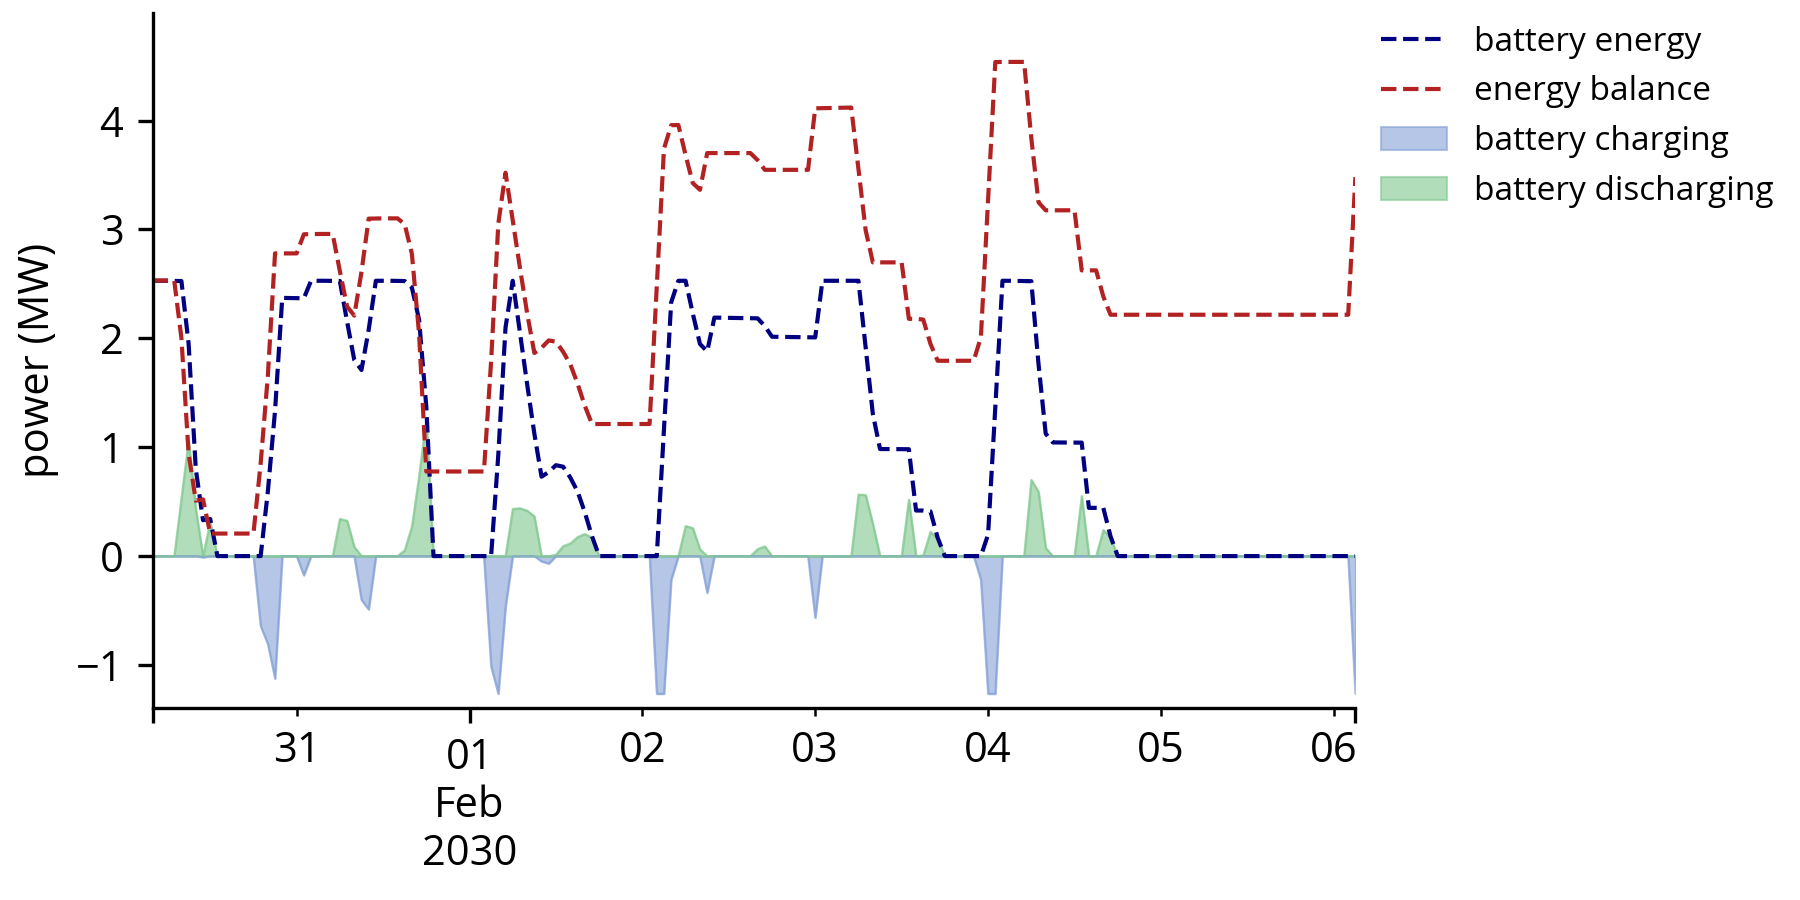 battery energy
energy balance
battery charging
battery discharging
power (MW)
4
3
2
1
0
−1
31
01
02
03
04
05
06
Feb
2030